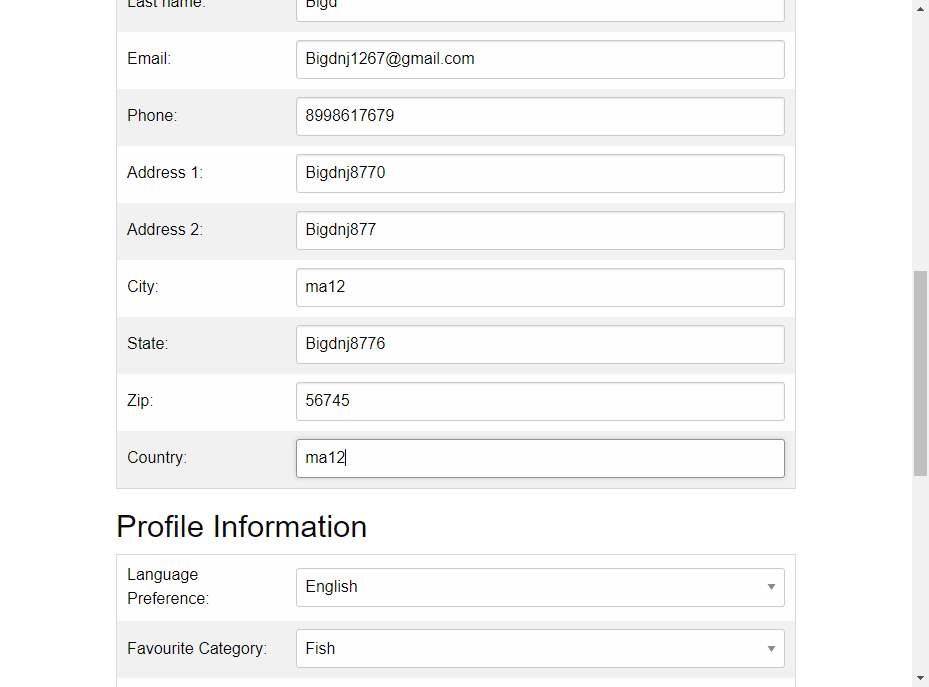 Last name: Bigd
Email: Bigdnj1267@gmail.com
Phone: 8998617679
Address 1: Bigdnj8770
Address 2: Bigdnj877
City: ma12
State: Bigdnj8776
Zip: 56745
Country: ma12
Profile Information
Language
Preference: English
Favourite Category: Fish